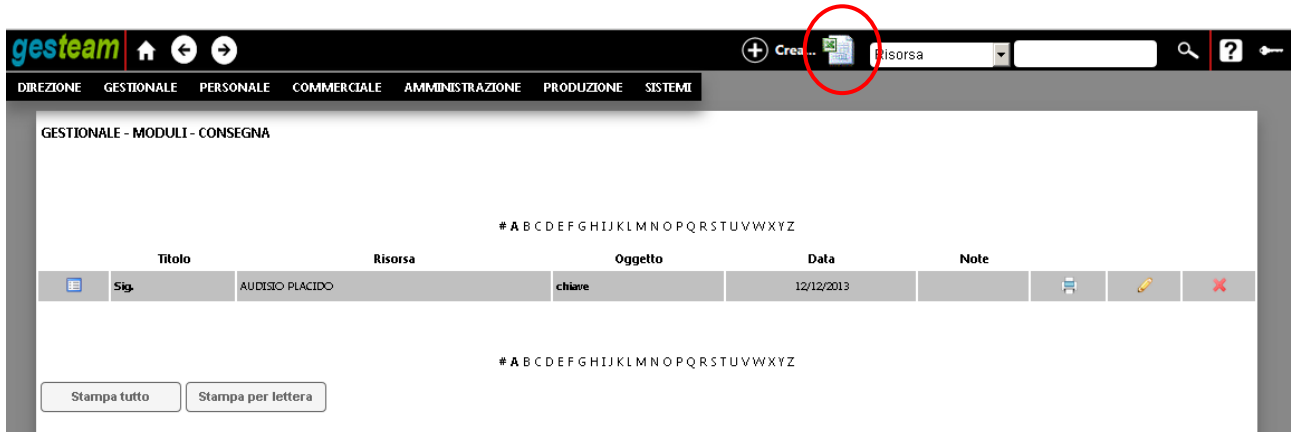 gesteam Crea... Risorsa ?
DIREZIONE GESTIONALE PERSONALE COMMERCIALE AMMINISTRAZIONE PRODUZIONE SISTEMI
GESTIONALE - MODULI - CONSEGNA
# A B C D E F G H I J K L M N O P Q R S T U V W X Y Z
Titolo Risorsa Oggetto Data Note
Sig. AUDISIO PLACIDO chiave 12/12/2013
# A B C D E F G H I J K L M N O P Q R S T U V W X Y Z
Stampa tutto Stampa per lettera